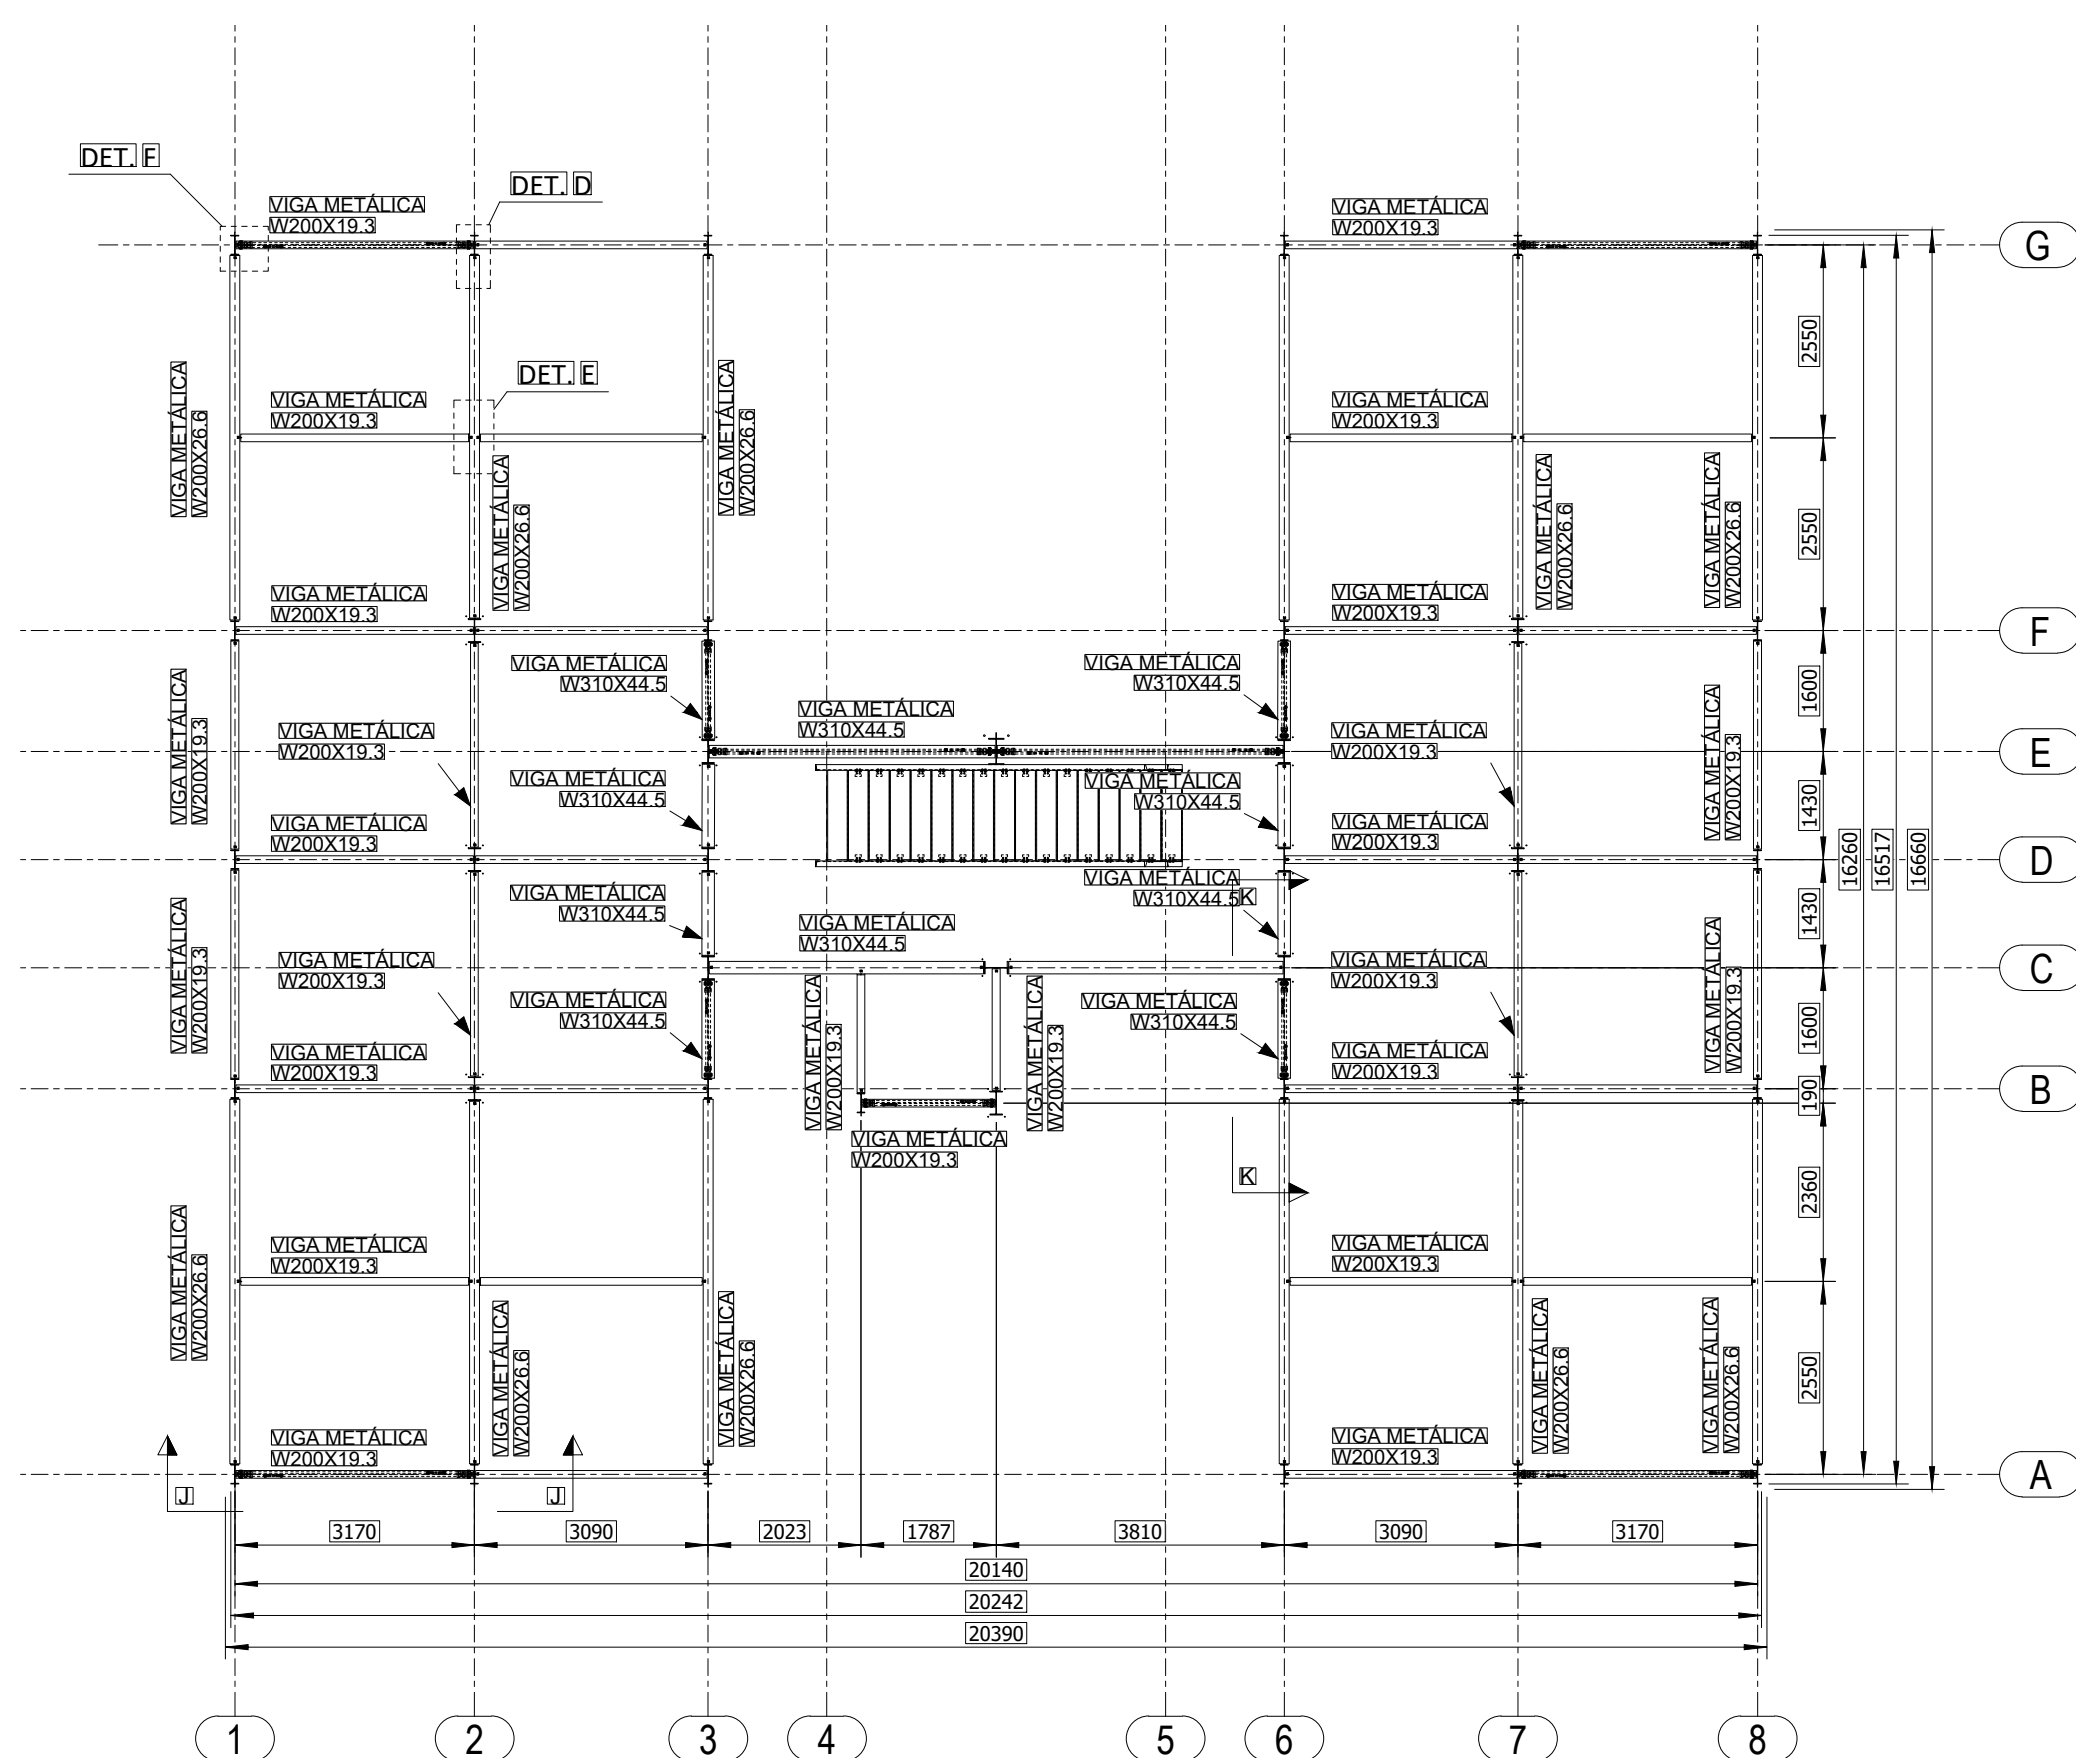 DET. F
DET. D
VIGA METÁLICA
W200X19.3
VIGA METÁLICA
W200X19.3
G
DET. E
VIGA METÁLICA
W200X26.6
VIGA METÁLICA
W200X19.3
VIGA METÁLICA
W200X26.6
VIGA METÁLICA
W200X26.6
VIGA METÁLICA
W200X19.3
VIGA METÁLICA
W200X26.6
VIGA METÁLICA
W200X26.6
2550
2550
VIGA METÁLICA
W200X19.3
VIGA METÁLICA
W200X19.3
F
VIGA METÁLICA
W200X19.3
VIGA METÁLICA
W310X44.5
VIGA METÁLICA
W310X44.5
VIGA METÁLICA
W200X19.3
1600
VIGA METÁLICA
W200X19.3
VIGA METÁLICA
W310X44.5
VIGA METÁLICA
W200X19.3
E
VIGA METÁLICA
W310X44.5
VIGA METÁLICA
W310X44.5
1430
VIGA METÁLICA
W200X19.3
VIGA METÁLICA
W200X19.3
16260
16517
16660
D
VIGA METÁLICA
W310X44.5
VIGA METÁLICA
W310X44.5
K
1430
VIGA METÁLICA
W200X19.3
VIGA METÁLICA
W200X19.3
VIGA METÁLICA
W310X44.5
VIGA METÁLICA
W200X19.3
VIGA METÁLICA
W200X19.3
C
VIGA METÁLICA
W310X44.5
VIGA METÁLICA
W200X19.3
VIGA METÁLICA
W200X19.3
VIGA METÁLICA
W310X44.5
1600
VIGA METÁLICA
W200X19.3
VIGA METÁLICA
W200X19.3
190
B
VIGA METÁLICA
W200X19.3
K
2360
VIGA METÁLICA
W200X26.6
VIGA METÁLICA
W200X19.3
VIGA METÁLICA
W200X19.3
VIGA METÁLICA
W200X26.6
VIGA METÁLICA
W200X26.6
VIGA METÁLICA
W200X26.6
VIGA METÁLICA
W200X26.6
2550
VIGA METÁLICA
W200X19.3
VIGA METÁLICA
W200X19.3
A
J
J
3170
3090
2023
1787
3810
3090
3170
20140
20242
20390
1
2
3
4
5
6
7
8